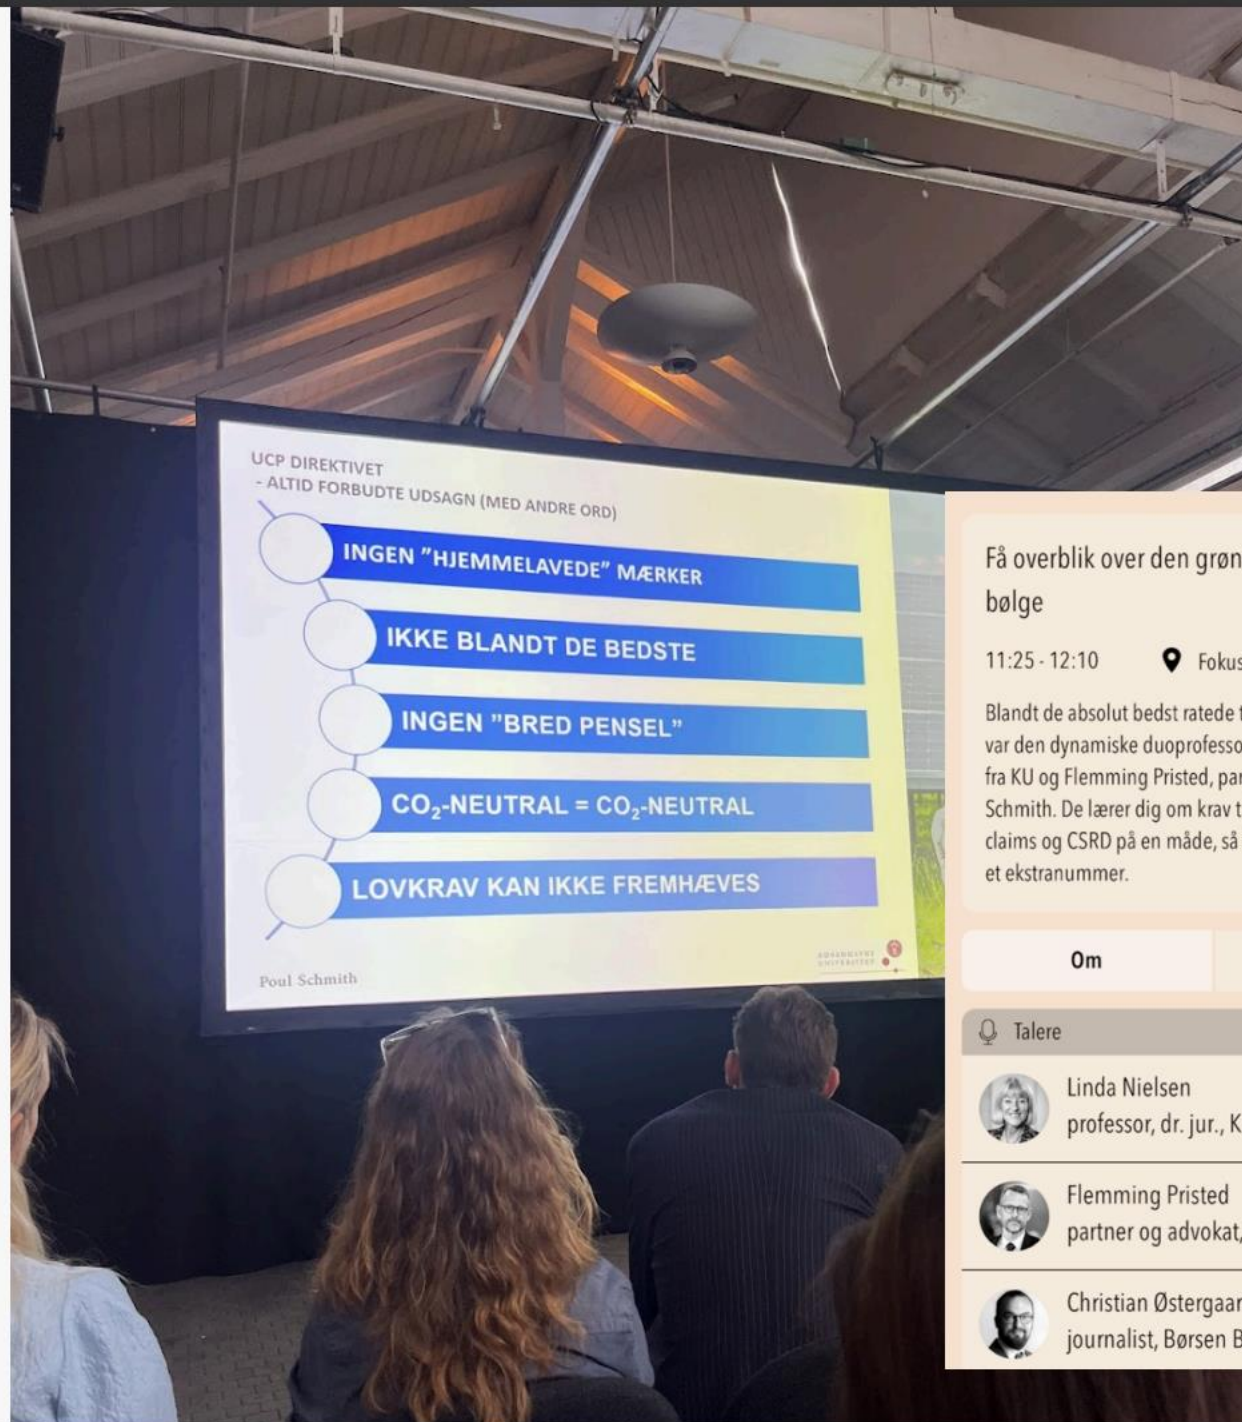 UCP DIREKTIVET
- ALTID FORBUDTE UDSAGN (MED ANDRE ORD)
INGEN ”HJEMMELAVEDE” MÆRKER
IKKE BLANDT DE BEDSTE
INGEN ”BRED PENSEL”
CO₂-NEUTRAL = CO₂-NEUTRAL
LOVKRAV KAN IKKE FREMHÆVES
Poul Schmith
KØBENHAVNS
UNIVERSITET
Få overblik over den grøn
bølge
11:25 - 12:10
Fokus
Blandt de absolut bedst ratede
var den dynamiske duoprofesso
fra KU og Flemming Pristed, par
Schmith. De lærer dig om krav t
claims og CSRD på en måde, så
et ekstranummer.
Om
Talere
Linda Nielsen
professor, dr. jur., K
Flemming Pristed
partner og advokat,
Christian Østergaar
journalist, Børsen B